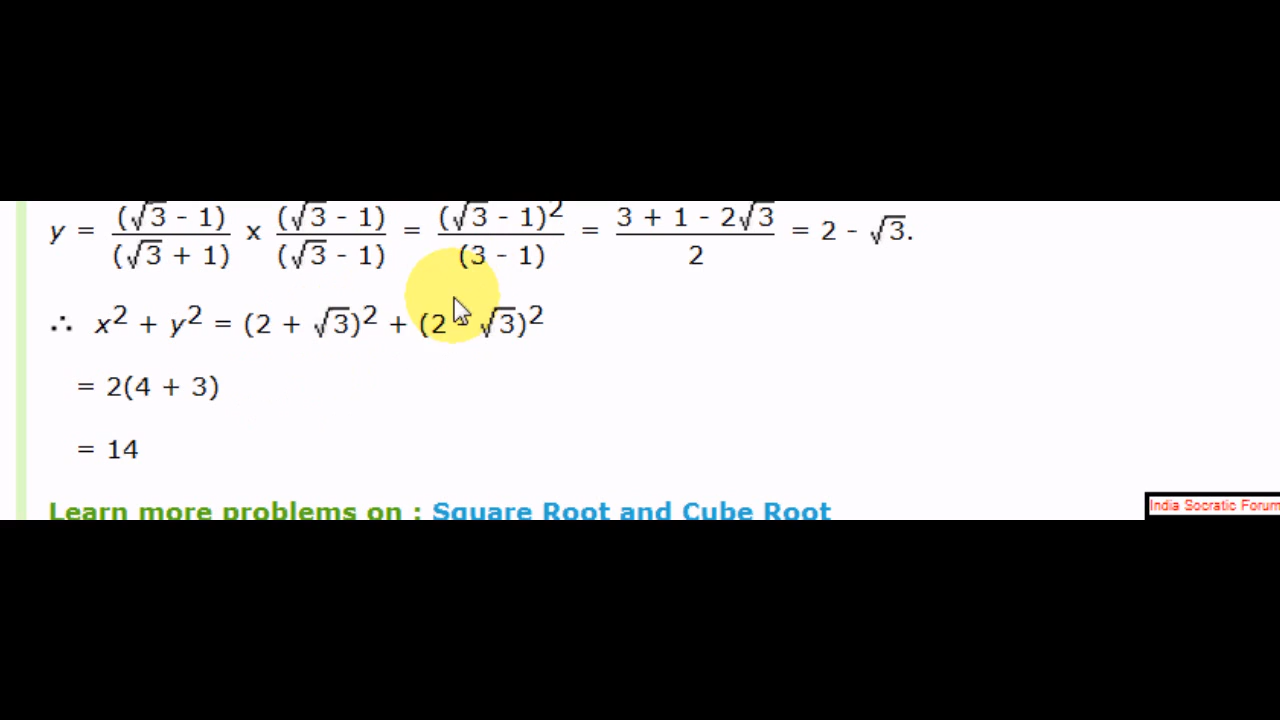 y = (√3 - 1)/(√3 + 1) x (√3 - 1)/(√3 - 1) = (√3 - 1)²/(3 - 1) = 3 + 1 - 2√3/2 = 2 - √3.
∴ x² + y² = (2 + √3)² + (2 - √3)²
= 2(4 + 3)
= 14
Learn more problems on : Square Root and Cube Root
India Socratic Forum